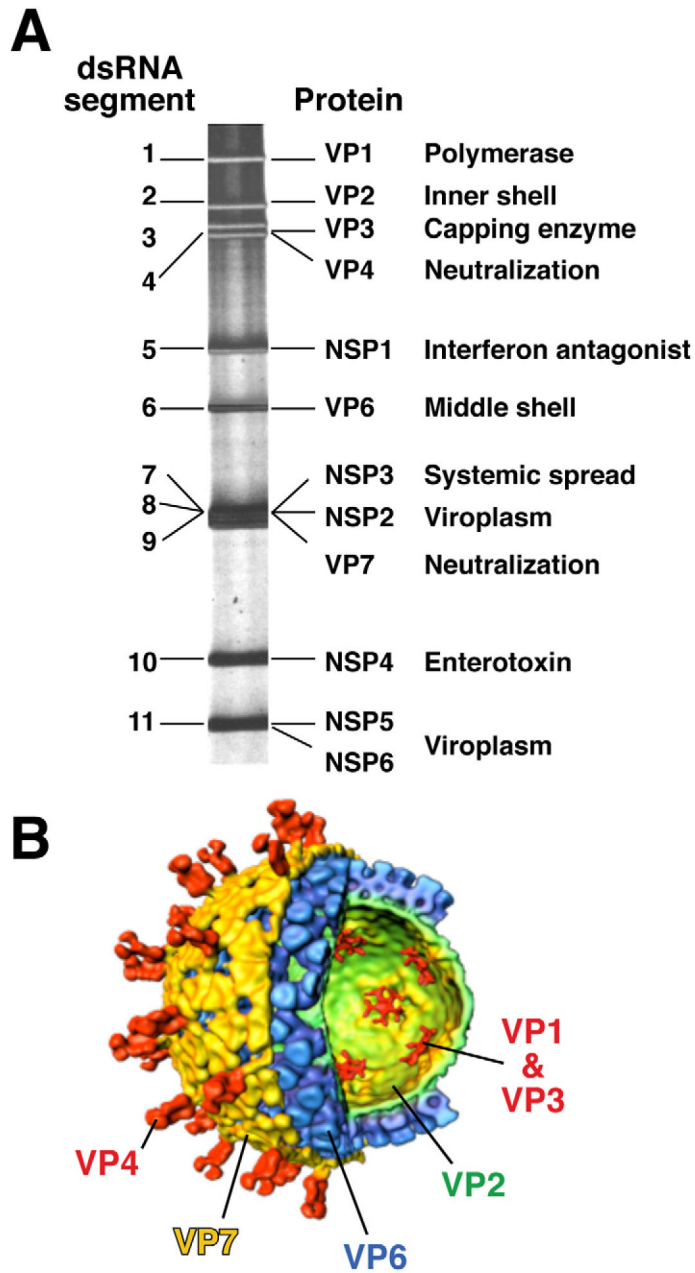 A
dsRNA segment Protein
1 VP1 Polymerase
2 VP2 Inner shell
3 VP3 Capping enzyme
4 VP4 Neutralization
5 NSP1 Interferon antagonist
6 VP6 Middle shell
7 NSP3 Systemic spread
8 NSP2 Viroplasm
9 VP7 Neutralization
10 NSP4 Enterotoxin
11 NSP5
NSP6 Viroplasm
B
VP1
&
VP3
VP4
VP2
VP7
VP6